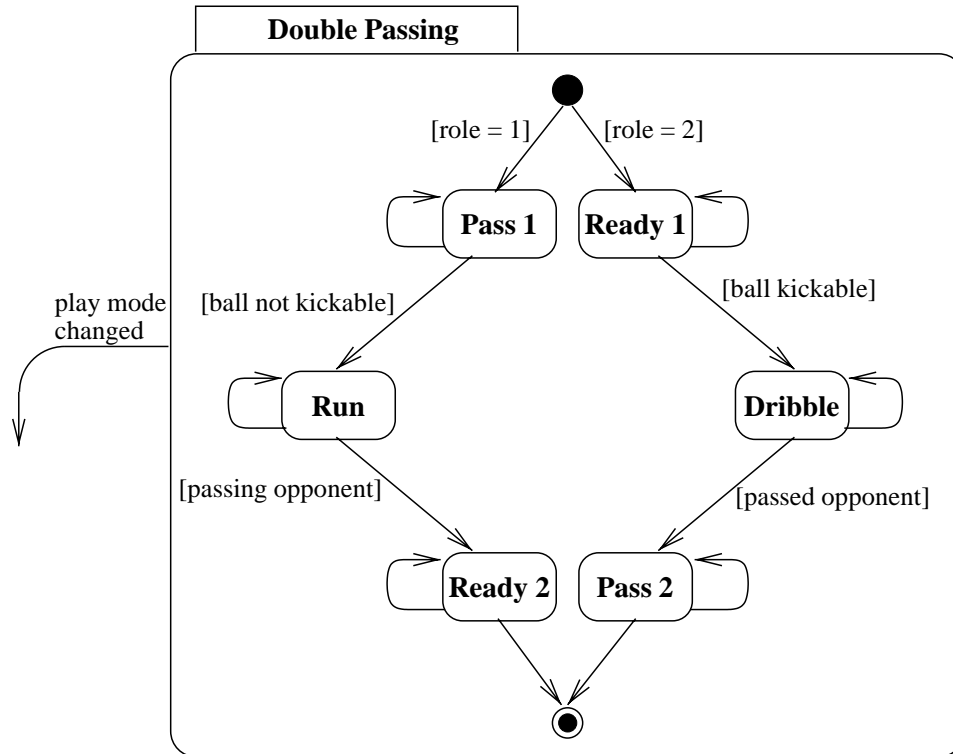 Double Passing
[role = 1]
[role = 2]
Pass 1
Ready 1
play mode
changed
[ball not kickable]
[ball kickable]
Run
Dribble
[passing opponent]
[passed opponent]
Ready 2
Pass 2